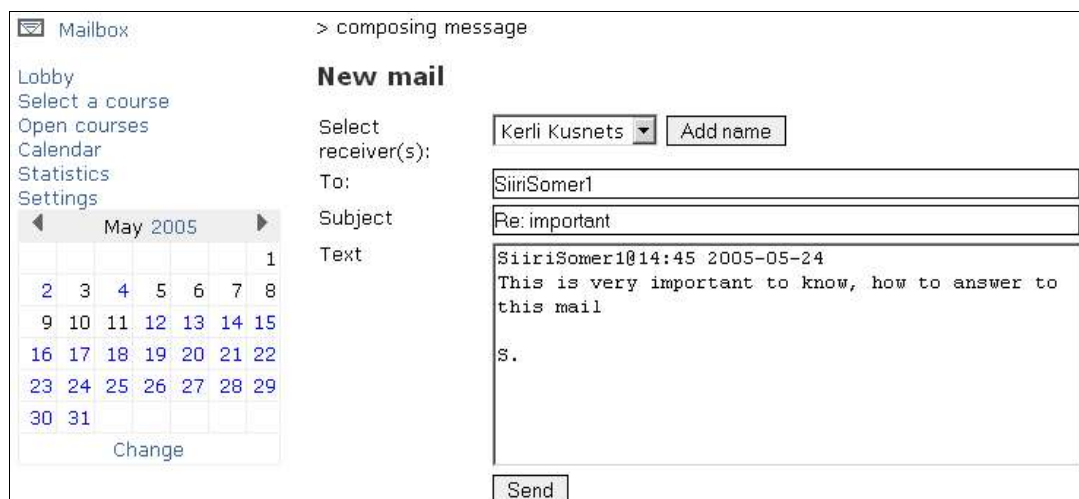 Mailbox
> composing message
Lobby
Select a course
Open courses
Calendar
Statistics
Settings
May 2005
1
2 3 4 5 6 7 8
9 10 11 12 13 14 15
16 17 18 19 20 21 22
23 24 25 26 27 28 29
30 31
Change
New mail
Select
receiver(s):
Kerli Kusnets
Add name
To:
SiiriSomer1
Subject
Re: important
Text
SiiriSomer1@14:45 2005-05-24
This is very important to know, how to answer to
this mail
S.
Send